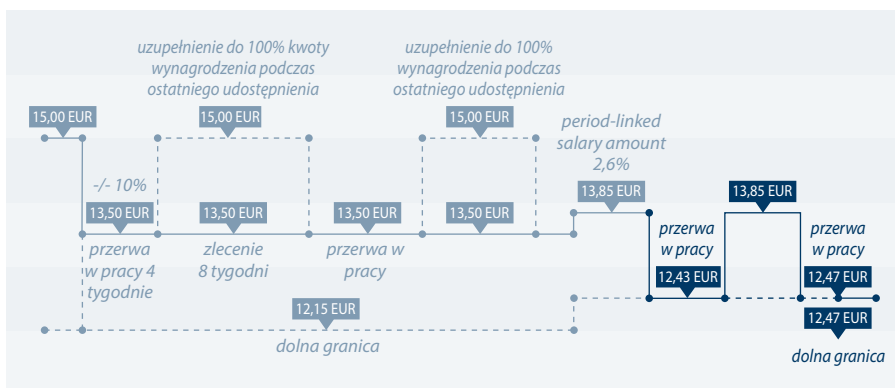 uzupełnienie do 100% kwoty
wynagrodzenia podczas
ostatniego udostępnienia
uzupełnienie do 100%
wynagrodzenia podczas
ostatniego udostępnienia
15,00 EUR
15,00 EUR
15,00 EUR
period-linked
salary amount
2,6%
-/- 10%
13,85 EUR
13,85 EUR
13,50 EUR
13,50 EUR
13,50 EUR
13,50 EUR
przerwa
w pracy 4
tygodnie
zlecenie
8 tygodni
przerwa w
pracy
przerwa
w pracy
przerwa
w pracy
12,43 EUR
12,47 EUR
12,15 EUR
dolna granica
12,47 EUR
dolna granica